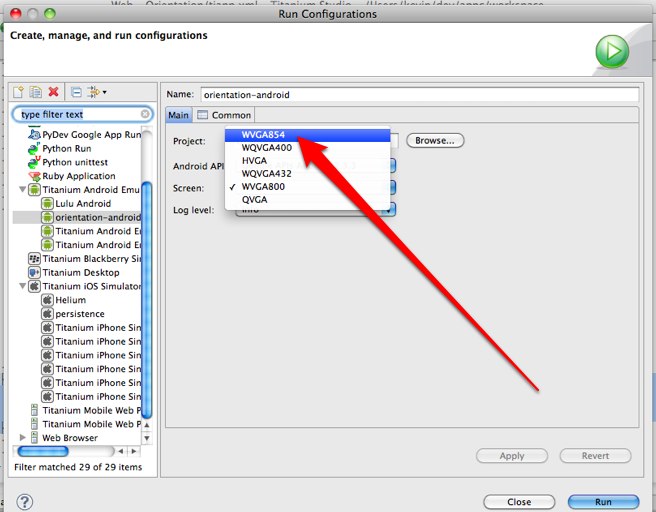 Run Configurations
Create, manage, and run configurations
type filter text
PyDev Google App Run
Python Run
Python unittest
Ruby Application
Titanium Android Emu
Lulu Android
orientation-android
Titanium Android En
Titanium Android En
Titanium Blackberry Sir
Titanium Desktop
Titanium iOS Simulator
Helium
persistence
Titanium iPhone Sin
Titanium iPhone Sin
Titanium iPhone Sin
Titanium iPhone Sin
Titanium iPhone Sin
Titanium iPhone Sin
Titanium Mobile Web P
Titanium Mobile Web P
Web Browser
Filter matched 29 of 29 items
Name: orientation-android
Main Common
Project: Browse...
Android API
Screen:
Log level:
WVGA854
WQVGA400
HVGA
WQVGA432
✓ WVGA800
QVGA
Apply Revert
? Close Run